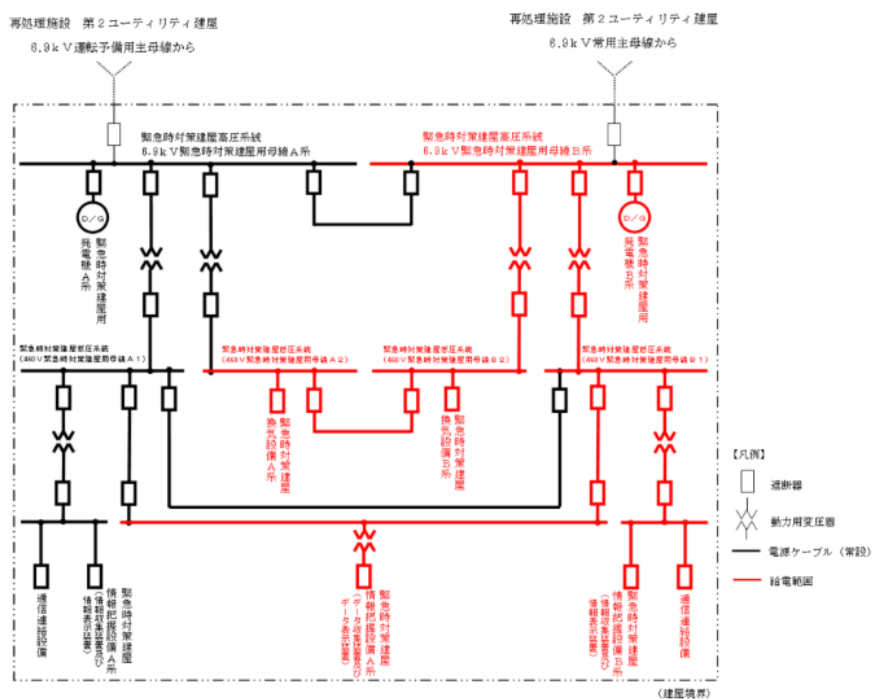 再処理施設　第２ユーティリティ建屋
６.９ｋＶ運転予備用主母線から
再処理施設　第２ユーティリティ建屋
６.９ｋＶ常用主母線から
緊急時対策建屋高圧系統
６.９ｋＶ緊急時対策建屋用母線Ａ系
緊急時対策建屋高圧系統
６.９ｋＶ緊急時対策建屋用母線Ｂ系
Ｄ／Ｇ
緊急時対策建屋用
発電機Ａ系
Ｄ／Ｇ
緊急時対策建屋用
発電機Ｂ系
緊急時対策建屋低圧系統
(460Ｖ緊急時対策建屋用母線Ａ１)
緊急時対策建屋低圧系統
(460Ｖ緊急時対策建屋用母線Ａ２)
緊急時対策建屋低圧系統
(460Ｖ緊急時対策建屋用母線Ｂ２)
緊急時対策建屋低圧系統
(460Ｖ緊急時対策建屋用母線Ｂ１)
緊急時対策建屋
換気設備Ａ系
緊急時対策建屋
換気設備Ｂ系
通信連絡設備
緊急時対策建屋
情報把握設備Ａ系
（情報収集装置及び
情報表示装置）
緊急時対策建屋
情報把握設備Ａ系
（データ収集装置及び
データ表示装置）
緊急時対策建屋
情報把握設備Ｂ系
（情報収集装置及び
情報表示装置）
通信連絡設備
【凡例】
遮断器
動力用変圧器
電源ケーブル（常設）
給電範囲
（建屋境界）